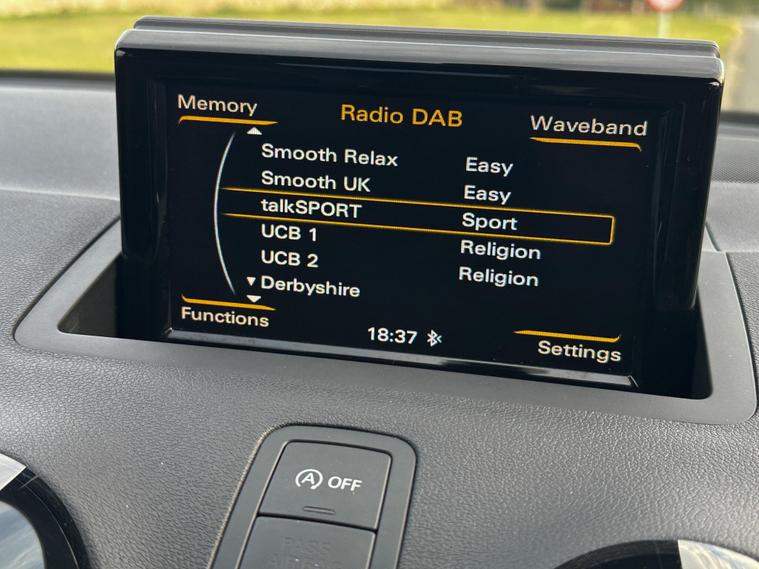 Memory
Radio DAB
Waveband
Smooth Relax Easy
Smooth UK Easy
talkSPORT Sport
UCB 1 Religion
UCB 2 Religion
Derbyshire
Functions
18:37
Settings
A OFF
PASS